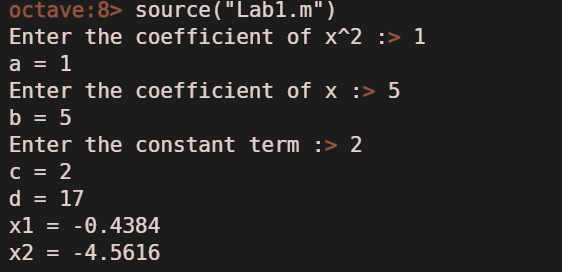 octave:8> source("Lab1.m")
Enter the coefficient of x^2 :> 1
a = 1
Enter the coefficient of x :> 5
b = 5
Enter the constant term :> 2
c = 2
d = 17
x1 = -0.4384
x2 = -4.5616